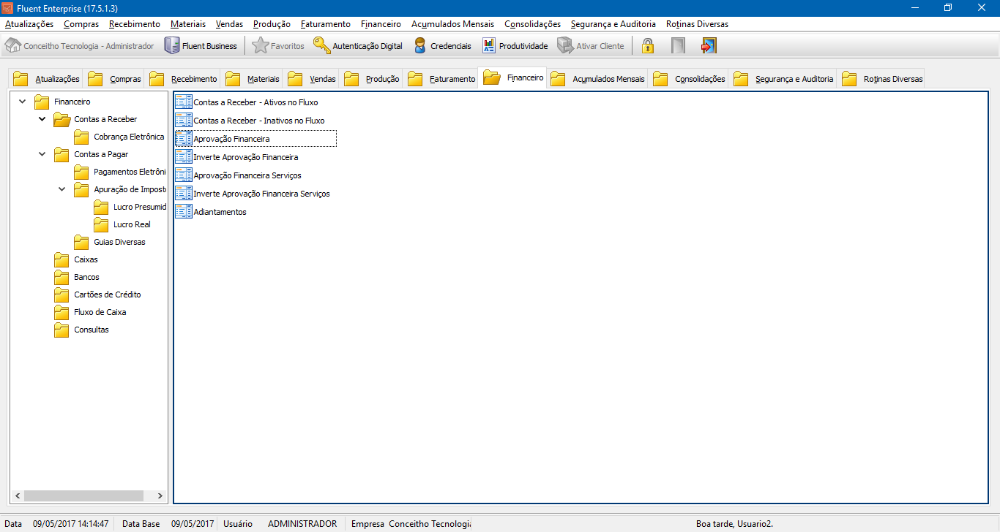 Fluent Enterprise (17.5.1.3)
Atualizações Compras Recebimento Materiais Vendas Produção Faturamento Financeiro Acumulados Mensais Consolidações Segurança e Auditoria Rotinas Diversas
Conceitho Tecnologia - Administrador Fluent Business Favoritos Autenticação Digital Credenciais Produtividade Ativar Cliente
Atualizações Compras Recebimento Materiais Vendas Produção Faturamento Financeiro Acumulados Mensais Consolidações Segurança e Auditoria Rotinas Diversas
Financeiro
Contas a Receber
Cobrança Eletrônica
Contas a Pagar
Pagamentos Eletrôni
Apuração de Impost
Lucro Presumid
Lucro Real
Guias Diversas
Caixas
Bancos
Cartões de Crédito
Fluxo de Caixa
Consultas
Contas a Receber - Ativos no Fluxo
Contas a Receber - Inativos no Fluxo
Aprovação Financeira
Inverte Aprovação Financeira
Aprovação Financeira Serviços
Inverte Aprovação Financeira Serviços
Adiantamentos
Data 09/05/2017 14:14:47 Data Base 09/05/2017 Usuário ADMINISTRADOR Empresa Conceitho Tecnologi Boa tarde, Usuario2.